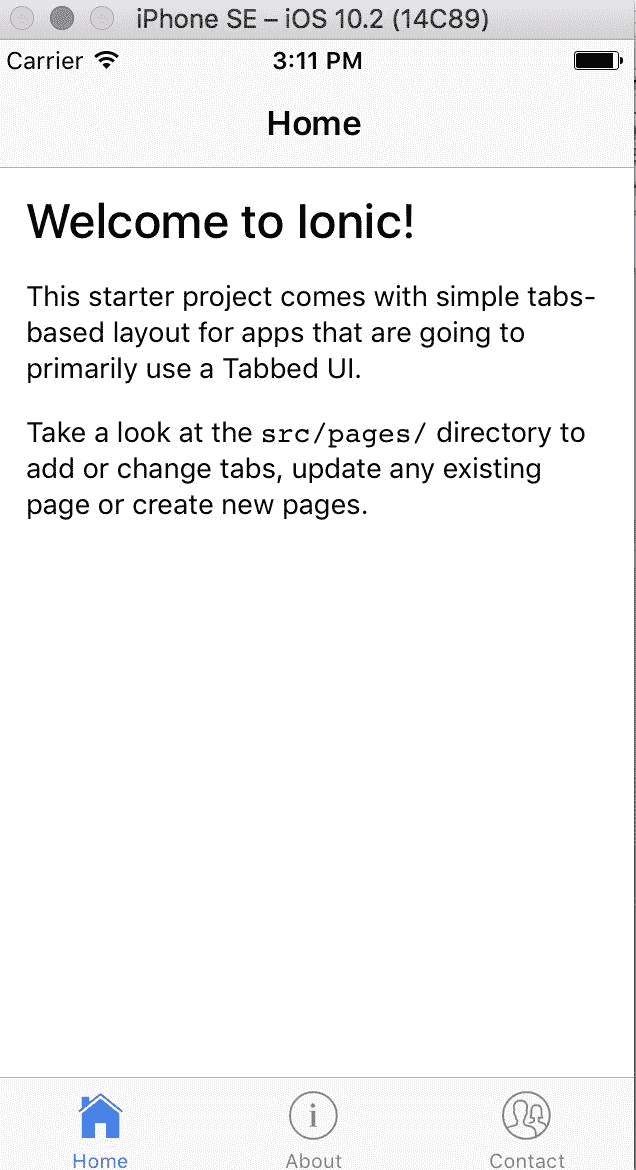 iPhone SE – iOS 10.2 (14C89)
Carrier 3:11 PM
Home
Welcome to Ionic!
This starter project comes with simple tabs-
based layout for apps that are going to
primarily use a Tabbed UI.
Take a look at the src/pages/ directory to
add or change tabs, update any existing
page or create new pages.
Home About Contact